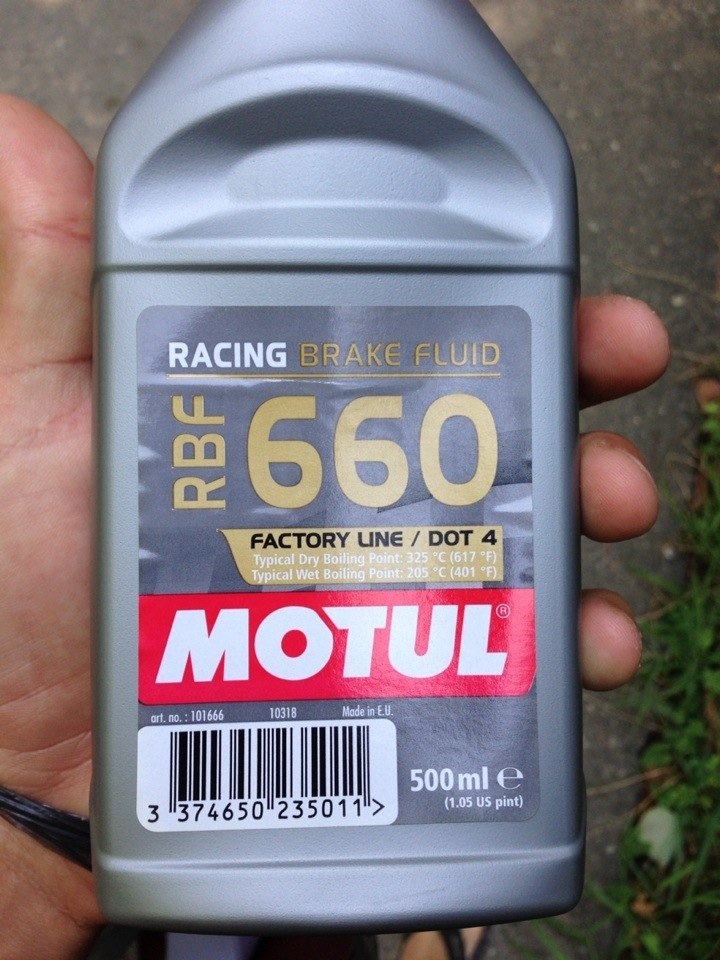 RACING BRAKE FLUID
RBF
660
FACTORY LINE / DOT 4
Typical Dry Boiling Point: 325 °C (617 °F)
Typical Wet Boiling Point: 205 °C (401 °F)
MOTUL®
art. no. : 101666 10318 Made in E.U.
500 ml ℮
(1.05 US pint)
3 374650 235011 >